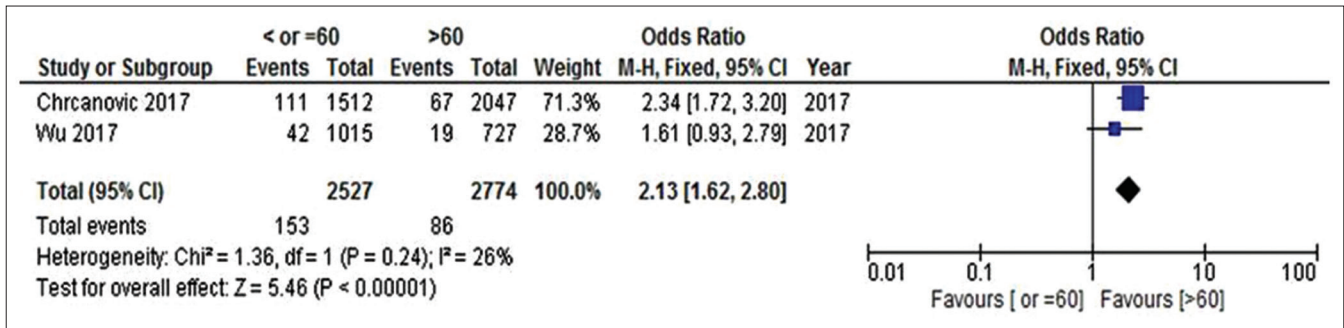 < or =60 >60 Odds Ratio Odds Ratio
Study or Subgroup Events Total Events Total Weight M-H, Fixed, 95% CI Year M-H, Fixed, 95% CI
Chrcanovic 2017 111 1512 67 2047 71.3% 2.34 [1.72, 3.20] 2017
Wu 2017 42 1015 19 727 28.7% 1.61 [0.93, 2.79] 2017
Total (95% CI) 2527 2774 100.0% 2.13 [1.62, 2.80]
Total events 153 86
Heterogeneity: Chi² = 1.36, df = 1 (P = 0.24); I² = 26%
Test for overall effect: Z = 5.46 (P < 0.00001)
0.01 0.1 1 10 100
Favours [ or =60] Favours [>60]